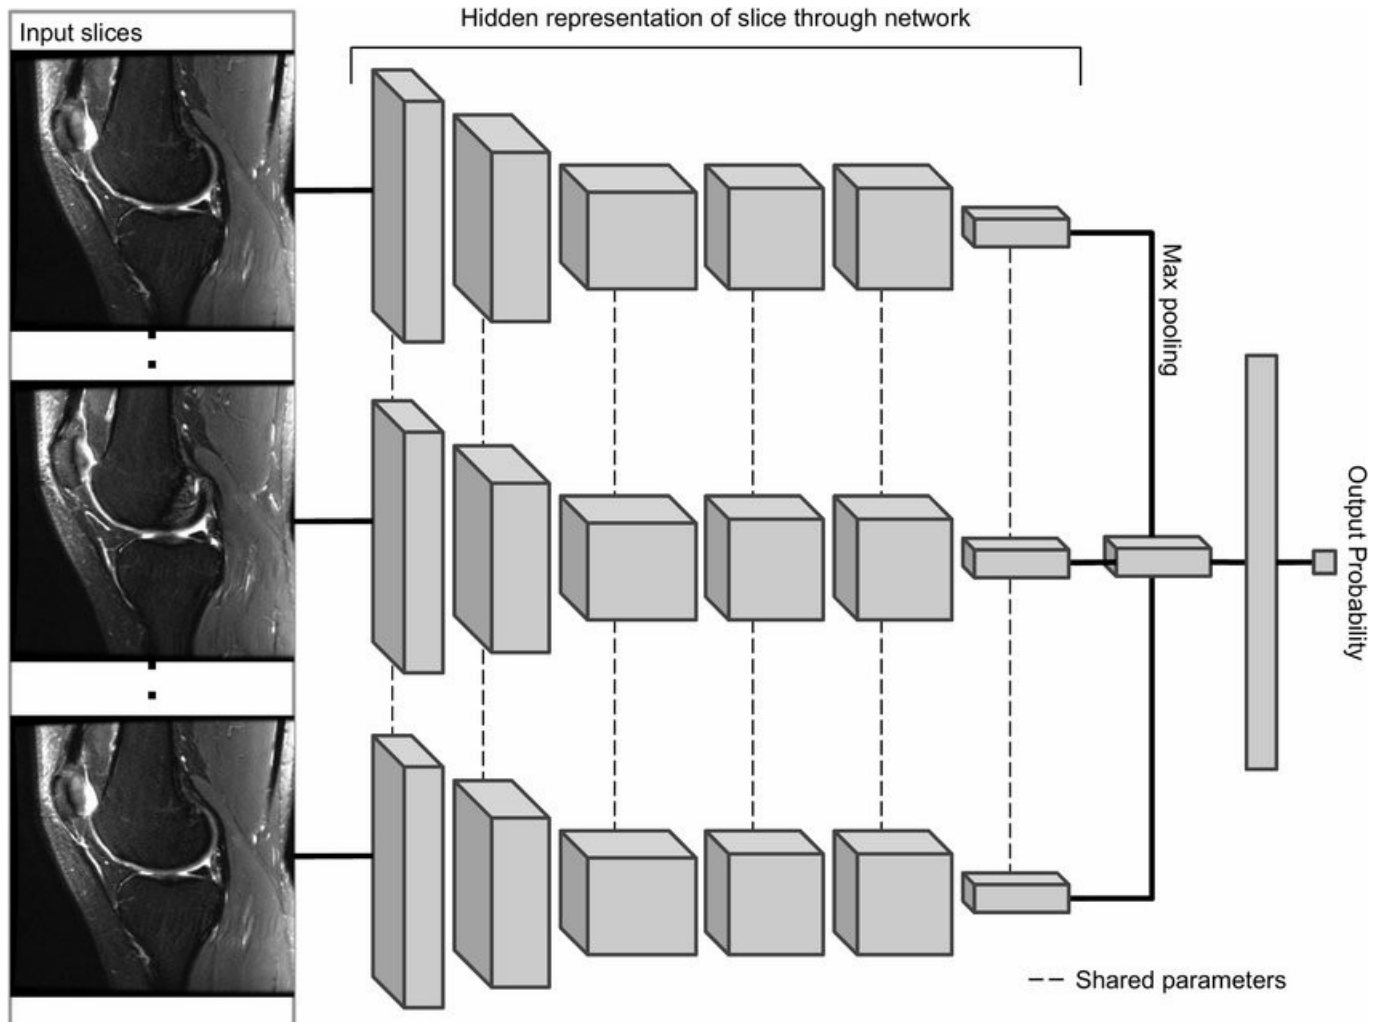 Hidden representation of slice through network
Input slices
Max pooling
Output Probability
Shared parameters